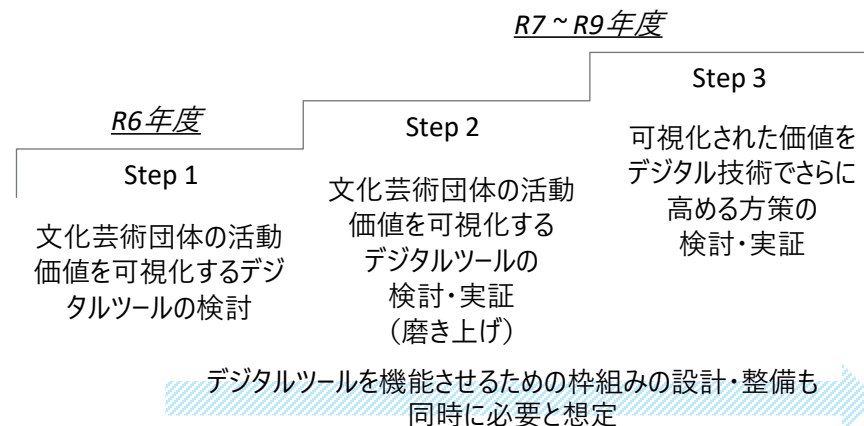 R7 ~ R9年度
R6年度
Step 1
文化芸術団体の活動
価値を可視化するデジ
タルツールの検討
Step 2
文化芸術団体の活動
価値を可視化する
デジタルツールの
検討・実証
（磨き上げ）
Step 3
可視化された価値を
デジタル技術でさらに
高める方策の
検討・実証
デジタルツールを機能させるための枠組みの設計・整備も
同時に必要と想定